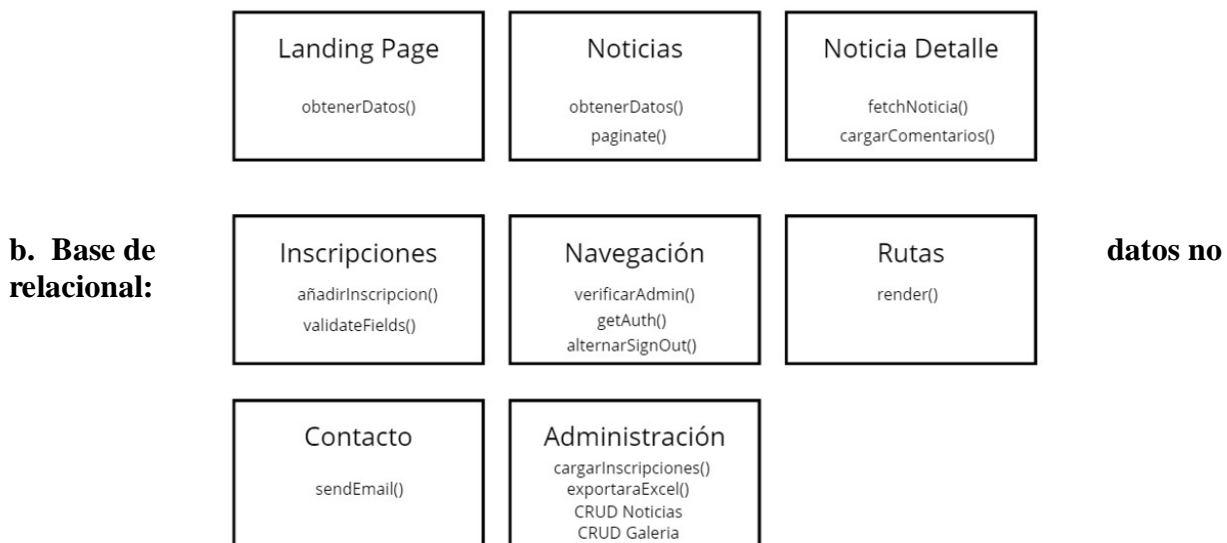 Landing Page
obtenerDatos()
Noticias
obtenerDatos()
paginate()
Noticia Detalle
fetchNoticia()
cargarComentarios()
b. Base de datos no
relacional:
Inscripciones
añadirInscripcion()
validateFields()
Navegación
verificarAdmin()
getAuth()
alternarSignOut()
Rutas
render()
Contacto
sendEmail()
Administración
cargarInscripciones()
exportaraExcel()
CRUD Noticias
CRUD Galeria